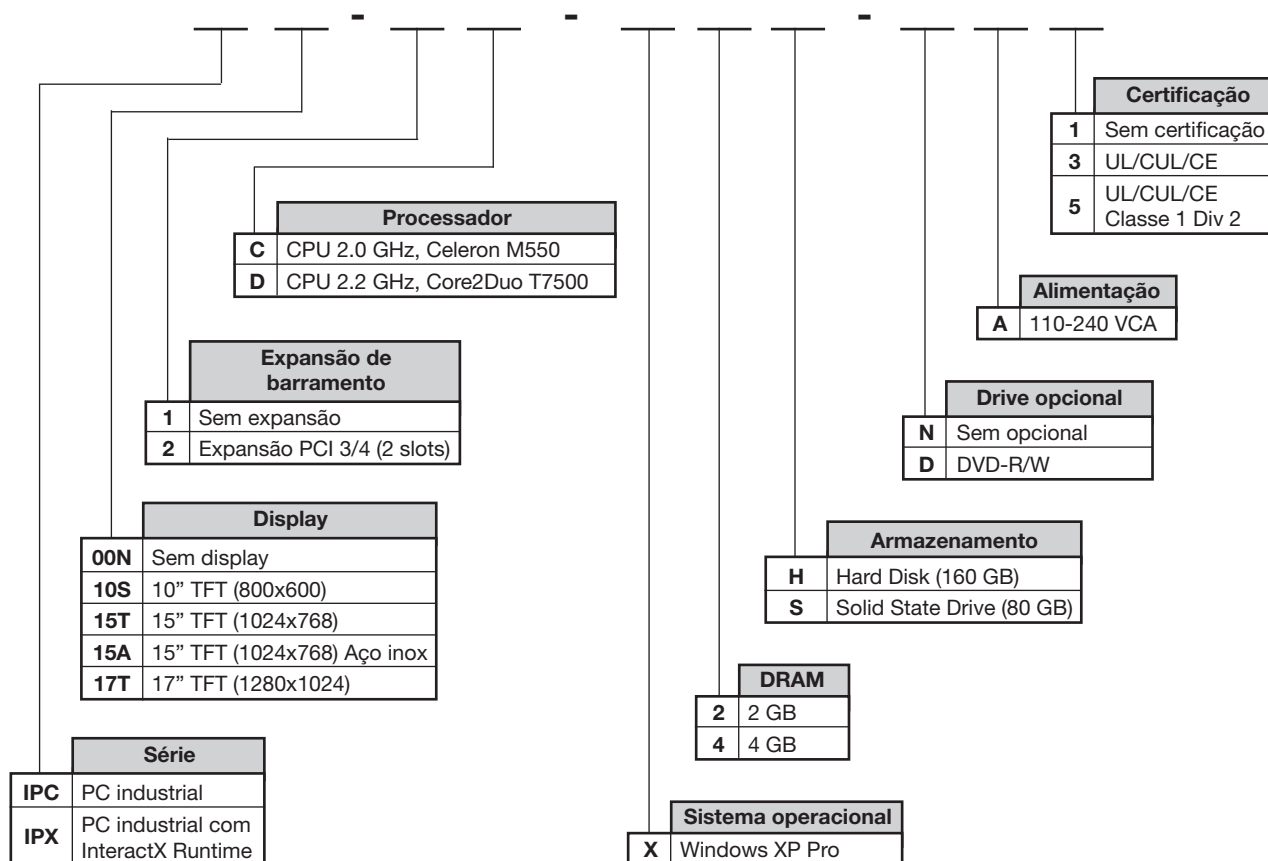 - - -
Certificação
1 Sem certificação
3 UL/CUL/CE
5 UL/CUL/CE
Classe 1 Div 2
Processador
C CPU 2.0 GHz, Celeron M550
D CPU 2.2 GHz, Core2Duo T7500
Alimentação
A 110-240 VCA
Expansão de
barramento
1 Sem expansão
2 Expansão PCI 3/4 (2 slots)
Drive opcional
N Sem opcional
D DVD-R/W
Display
00N Sem display
10S 10” TFT (800x600)
15T 15” TFT (1024x768)
15A 15” TFT (1024x768) Aço inox
17T 17” TFT (1280x1024)
Armazenamento
H Hard Disk (160 GB)
S Solid State Drive (80 GB)
DRAM
2 2 GB
4 4 GB
Série
IPC PC industrial
IPX PC industrial com
InteractX Runtime
Sistema operacional
X Windows XP Pro